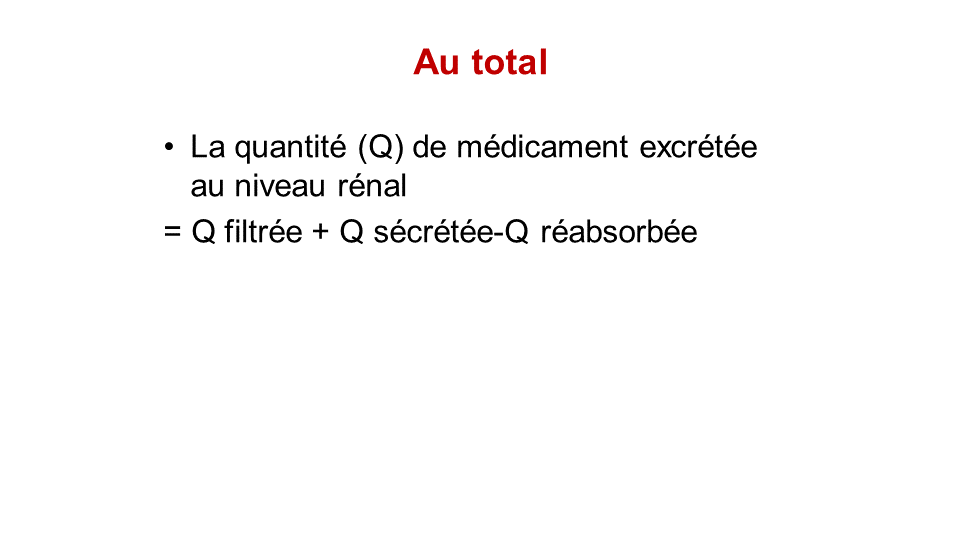 Au total
• La quantité (Q) de médicament excrétée
au niveau rénal
= Q filtrée + Q sécrétée-Q réabsorbée